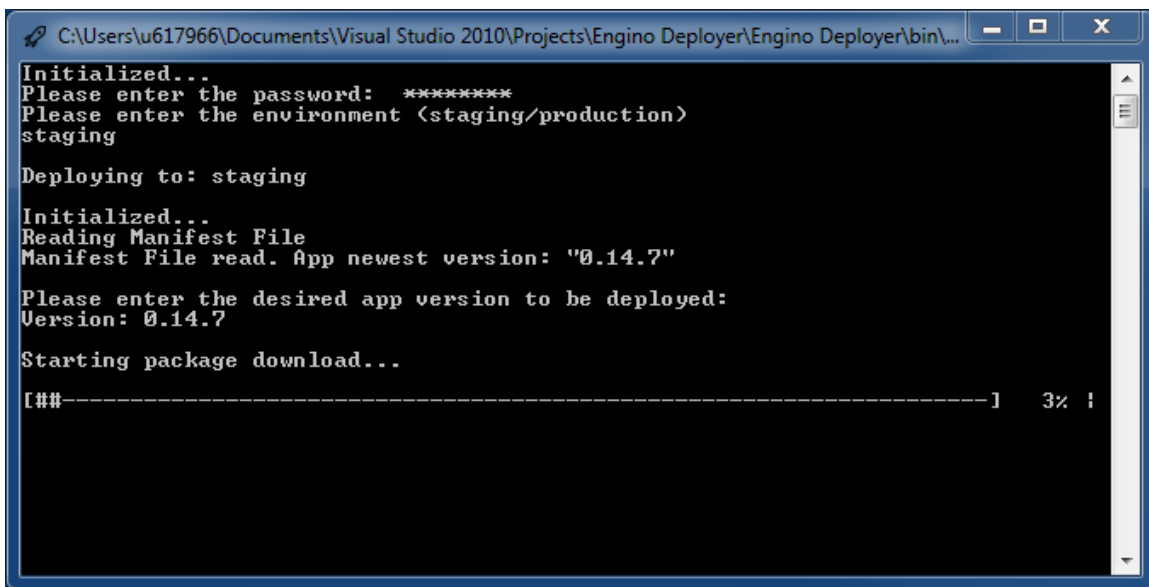 C:\Users\u617966\Documents\Visual Studio 2010\Projects\Engino Deployer\Engino Deployer\bin\...
Initialized...
Please enter the password:  ********
Please enter the environment (staging/production)
staging
Deploying to: staging
Initialized...
Reading Manifest File
Manifest File read. App newest version: "0.14.7"
Please enter the desired app version to be deployed:
Version: 0.14.7
Starting package download...
[##--------------------------------------------------------------------]   3% ¦